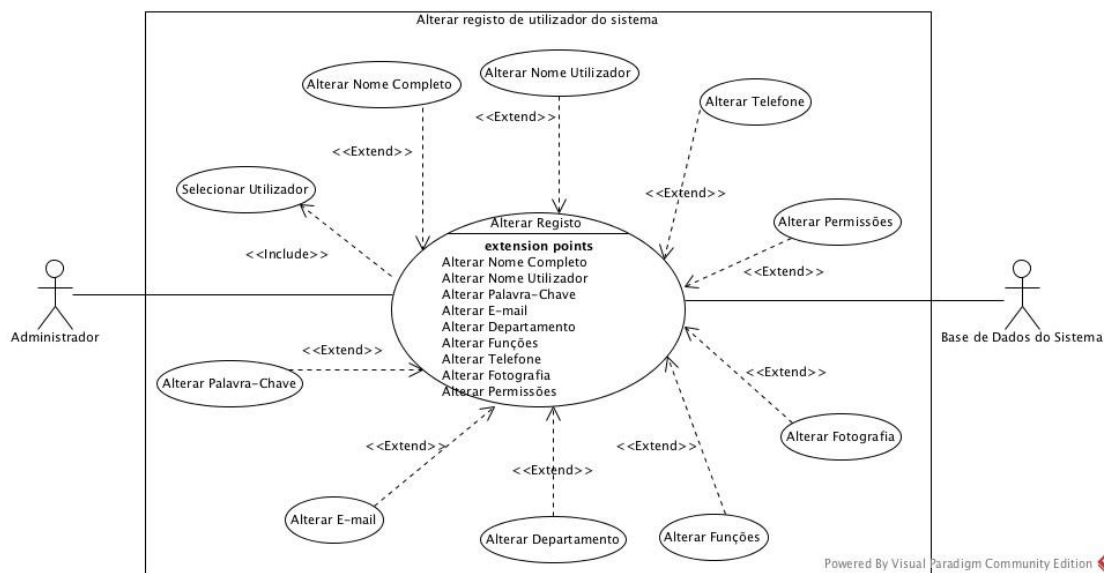 Alterar registo de utilizador do sistema
Alterar Nome Completo
Alterar Nome Utilizador
Alterar Telefone
<<Extend>>
<<Extend>>
<<Extend>>
Selecionar Utilizador
<<Include>>
Alterar Permissões
<<Extend>>
Alterar Registo
extension points
Alterar Nome Completo
Alterar Nome Utilizador
Alterar Palavra-Chave
Alterar E-mail
Alterar Departamento
Alterar Funções
Alterar Telefone
Alterar Fotografia
Alterar Permissões
Administrador
Base de Dados do Sistema
<<Extend>>
Alterar Palavra-Chave
<<Extend>>
Alterar Fotografia
<<Extend>>
<<Extend>>
<<Extend>>
Alterar E-mail
Alterar Departamento
Alterar Funções
Powered By Visual Paradigm Community Edition